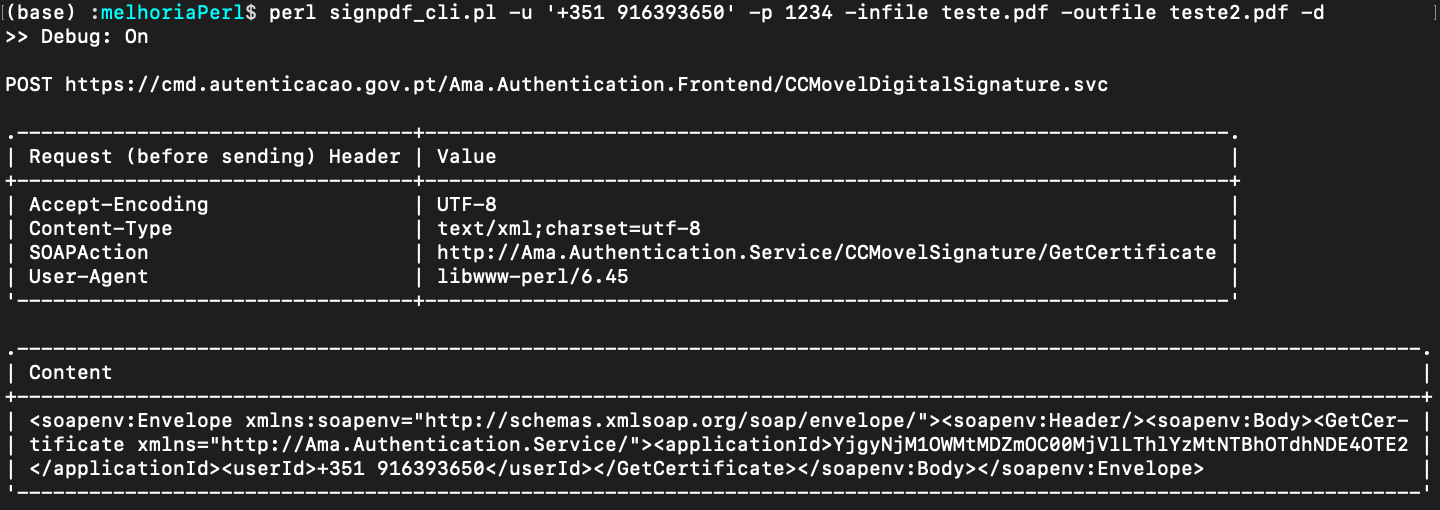 (base) :melhoriaPerl$ perl signpdf_cli.pl -u '+351 916393650' -p 1234 -infile teste.pdf -outfile teste2.pdf -d
>> Debug: On
POST https://cmd.autenticacao.gov.pt/Ama.Authentication.Frontend/CCMovelDigitalSignature.svc
.---------------------------------+-------------------------------------------------------------------.
| Request (before sending) Header | Value                                                             |
+---------------------------------+-------------------------------------------------------------------+
| Accept-Encoding                 | UTF-8                                                             |
| Content-Type                    | text/xml;charset=utf-8                                            |
| SOAPAction                      | http://Ama.Authentication.Service/CCMovelSignature/GetCertificate |
| User-Agent                      | libwww-perl/6.45                                                  |
'---------------------------------+-------------------------------------------------------------------'
.---------------------------------------------------------------------------------------------------------------------.
| Content                                                                                                             |
+---------------------------------------------------------------------------------------------------------------------+
| <soapenv:Envelope xmlns:soapenv="http://schemas.xmlsoap.org/soap/envelope/"><soapenv:Header/><soapenv:Body><GetCer- |
| tificate xmlns="http://Ama.Authentication.Service/"><applicationId>YjgyNjM1OWMtMDZmOC00MjVlLThlYzMtNTBhOTdhNDE4OTE2 |
| </applicationId><userId>+351 916393650</userId></GetCertificate></soapenv:Body></soapenv:Envelope>                  |
'---------------------------------------------------------------------------------------------------------------------'